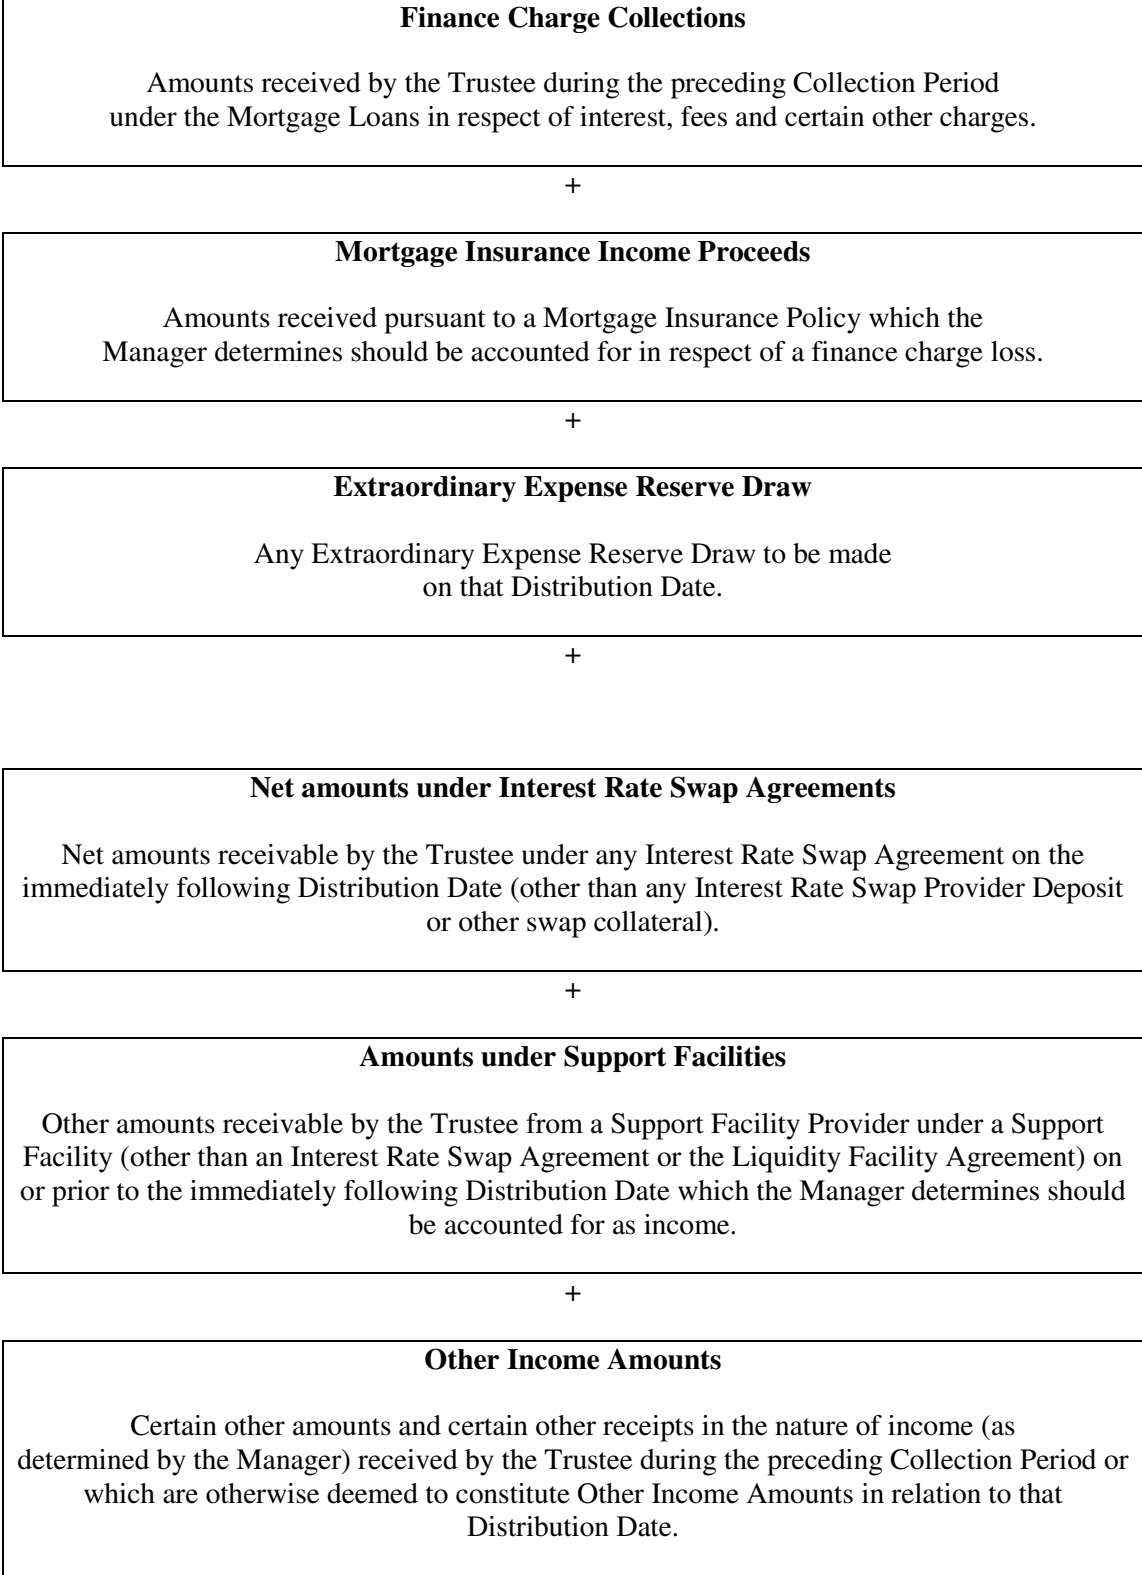 Finance Charge Collections
Amounts received by the Trustee during the preceding Collection Period
under the Mortgage Loans in respect of interest, fees and certain other charges.
+
Mortgage Insurance Income Proceeds
Amounts received pursuant to a Mortgage Insurance Policy which the
Manager determines should be accounted for in respect of a finance charge loss.
+
Extraordinary Expense Reserve Draw
Any Extraordinary Expense Reserve Draw to be made
on that Distribution Date.
+
Net amounts under Interest Rate Swap Agreements
Net amounts receivable by the Trustee under any Interest Rate Swap Agreement on the
immediately following Distribution Date (other than any Interest Rate Swap Provider Deposit
or other swap collateral).
+
Amounts under Support Facilities
Other amounts receivable by the Trustee from a Support Facility Provider under a Support
Facility (other than an Interest Rate Swap Agreement or the Liquidity Facility Agreement) on
or prior to the immediately following Distribution Date which the Manager determines should
be accounted for as income.
+
Other Income Amounts
Certain other amounts and certain other receipts in the nature of income (as
determined by the Manager) received by the Trustee during the preceding Collection Period or
which are otherwise deemed to constitute Other Income Amounts in relation to that
Distribution Date.